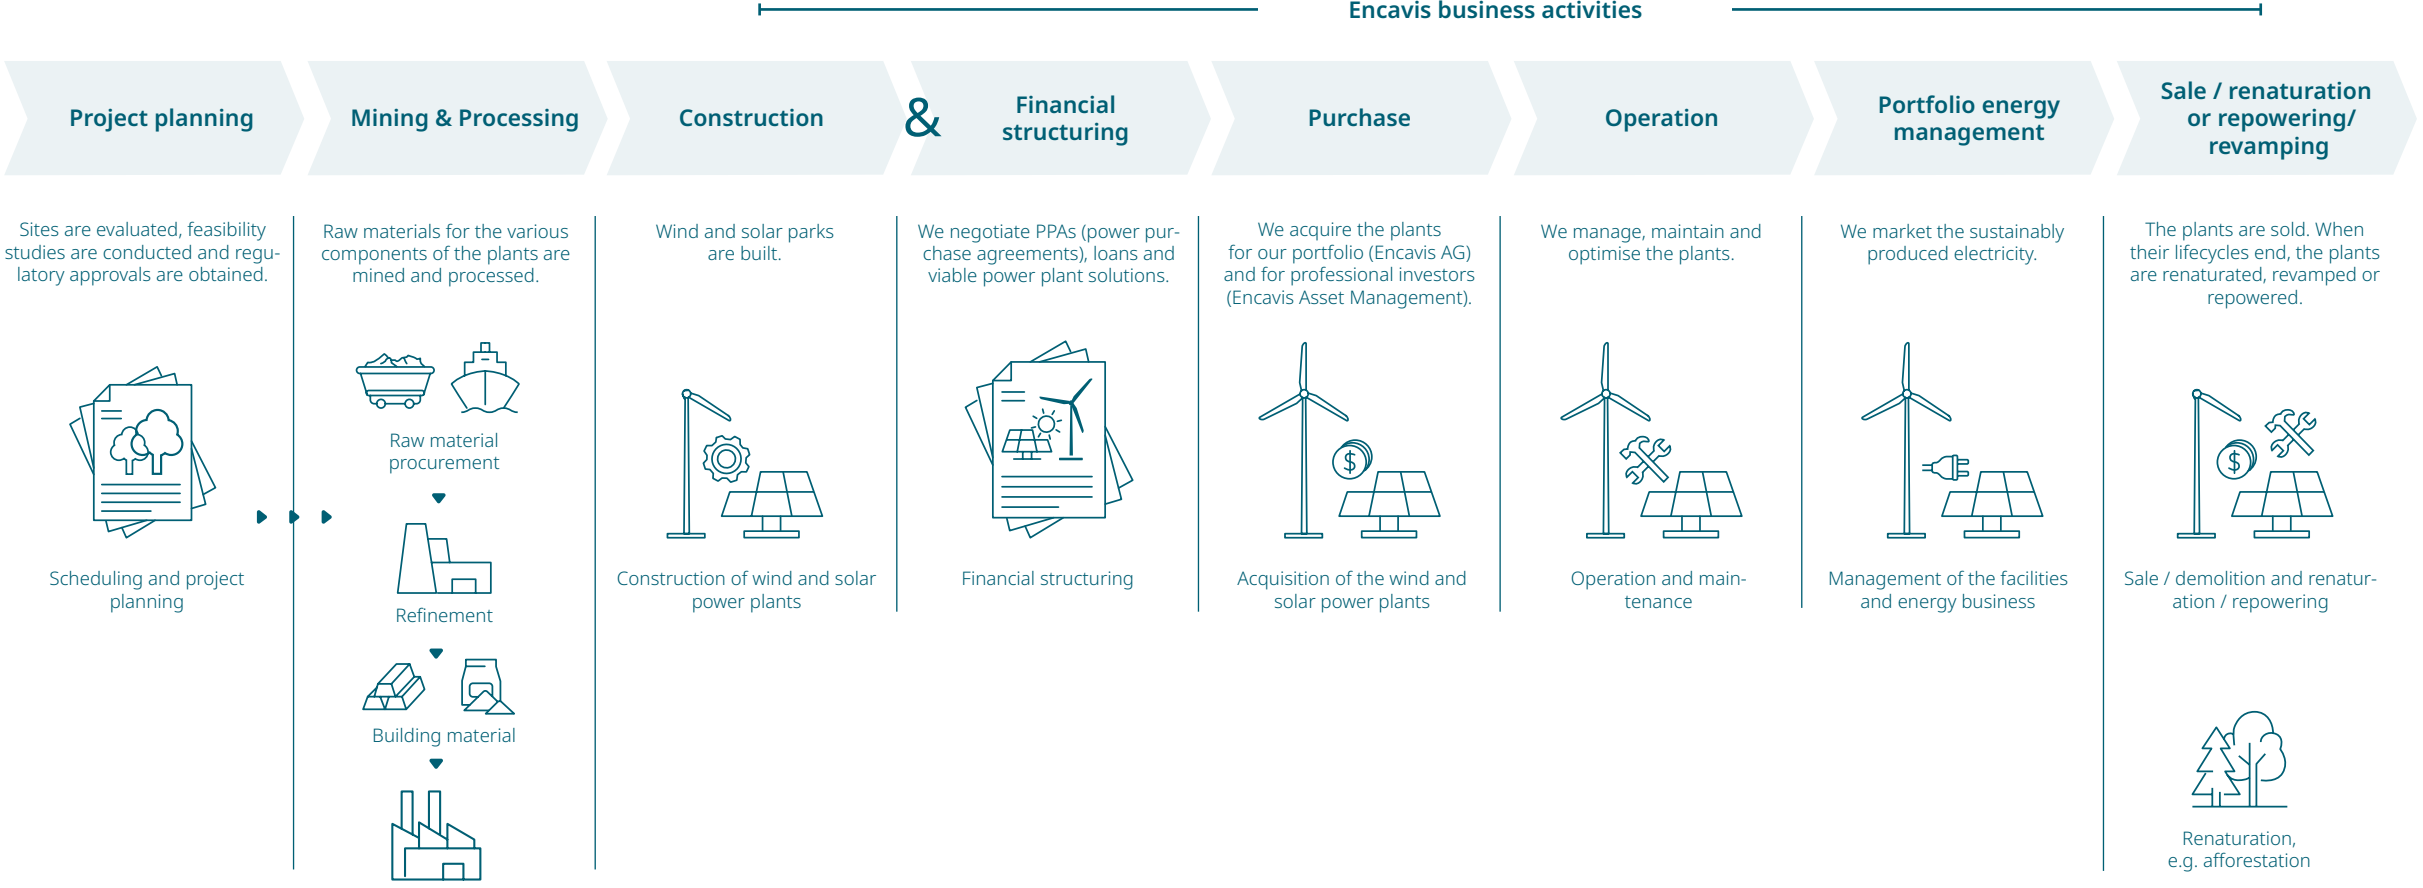 Encavis business activities
Project planning
Mining & Processing
Construction
&
Financial
structuring
Purchase
Operation
Portfolio energy
management
Sale / renaturation
or repowering/
revamping
Sites are evaluated, feasibility
studies are conducted and regu-
latory approvals are obtained.
Scheduling and project
planning
Raw materials for the various
components of the plants are
mined and processed.
Raw material
procurement
Refinement
Building material
Wind and solar parks
are built.
Construction of wind and solar
power plants
We negotiate PPAs (power pur-
chase agreements), loans and
viable power plant solutions.
Financial structuring
We acquire the plants
for our portfolio (Encavis AG)
and for professional investors
(Encavis Asset Management).
$
Acquisition of the wind and
solar power plants
We manage, maintain and
optimise the plants.
Operation and main-
tenance
We market the sustainably
produced electricity.
Management of the facilities
and energy business
The plants are sold. When
their lifecycles end, the plants
are renaturated, revamped or
repowered.
$
Sale / demolition and renatur-
ation / repowering
Renaturation,
e.g. afforestation